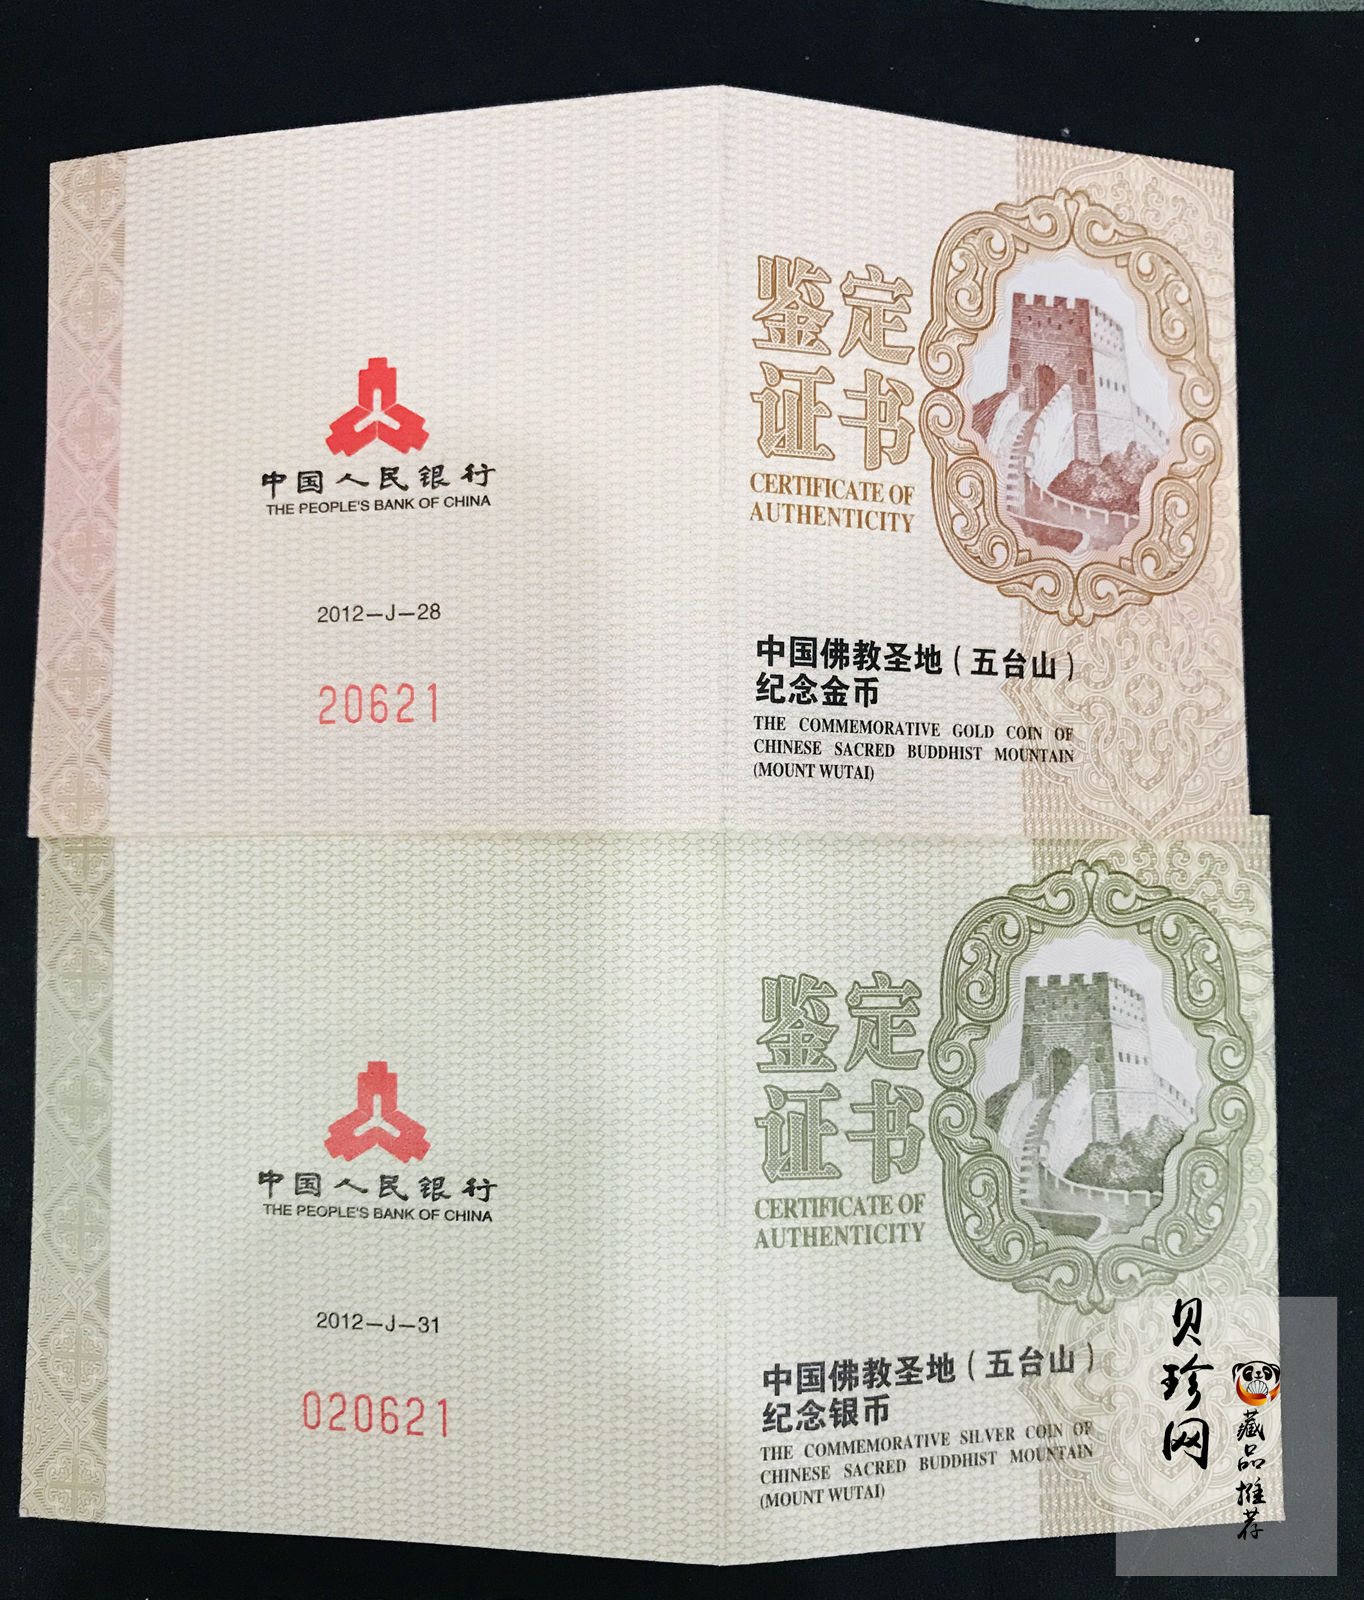 中国人民银行
THE PEOPLE'S BANK OF CHINA
2012-J-28
20621
鉴定
证书
CERTIFICATE OF
AUTHENTICITY
中国佛教圣地(五台山)
纪念金币
THE COMMEMORATIVE GOLD COIN OF
CHINESE SACRED BUDDHIST MOUNTAIN
(MOUNT WUTAI)
中国人民银行
THE PEOPLE'S BANK OF CHINA
2012-J-31
020621
鉴定
证书
CERTIFICATE OF
AUTHENTICITY
中国佛教圣地(五台山)
纪念银币
THE COMMEMORATIVE SILVER COIN OF
CHINESE SACRED BUDDHIST MOUNTAIN
(MOUNT WUTAI)
贝珍网
藏品推荐